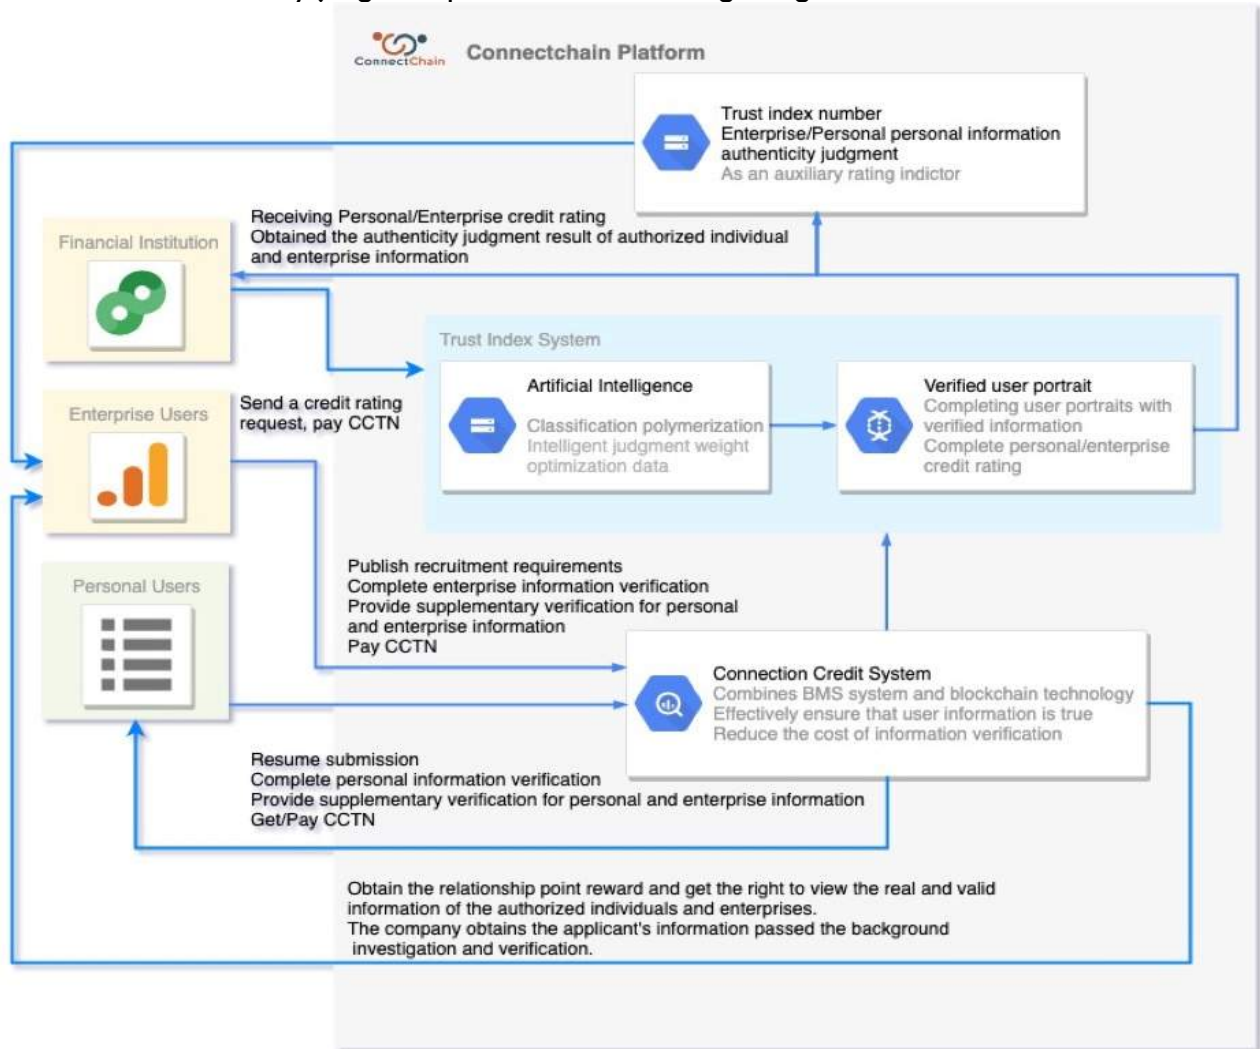 ConnectChain
Connectchain Platform
Trust index number
Enterprise/Personal personal information
authenticity judgment
As an auxiliary rating indictor
Receiving Personal/Enterprise credit rating
Obtained the authenticity judgment result of authorized individual
and enterprise information
Financial Institution
Trust Index System
Artificial Intelligence
Classification polymerization
Intelligent judgment weight
optimization data
Verified user portrait
Completing user portraits with
verified information
Complete personal/enterprise
credit rating
Enterprise Users
Send a credit rating
request, pay CCTN
Personal Users
Publish recruitment requirements
Complete enterprise information verification
Provide supplementary verification for personal
and enterprise information
Pay CCTN
Connection Credit System
Combines BMS system and blockchain technology
Effectively ensure that user information is true
Reduce the cost of information verification
Resume submission
Complete personal information verification
Provide supplementary verification for personal and enterprise information
Get/Pay CCTN
Obtain the relationship point reward and get the right to view the real and valid
information of the authorized individuals and enterprises.
The company obtains the applicant's information passed the background
investigation and verification.